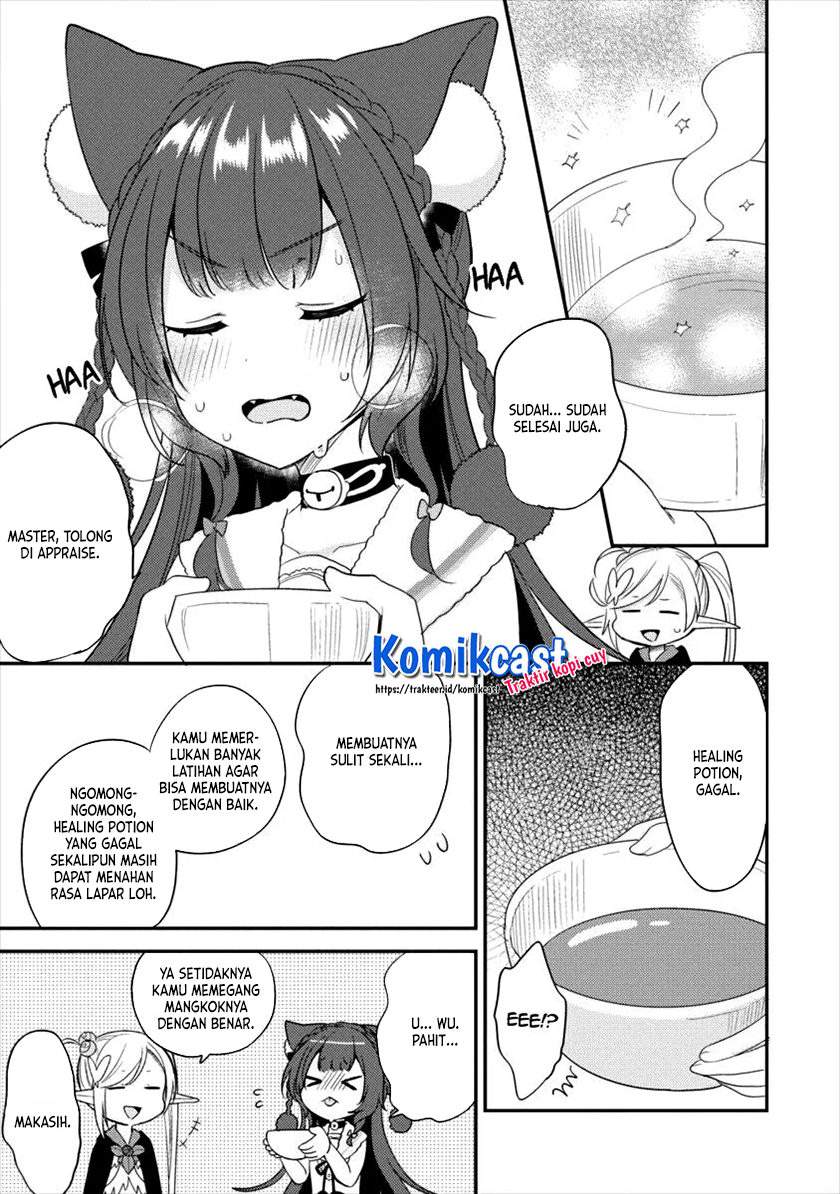 SUDAH... SUDAH
SELESAI JUGA.
HAA
HAA
MASTER, TOLONG
DI APPRAISE.
Komikcast
Traktir kopi cuy
https://trakteer.id/komikcast
HEALING
POTION,
GAGAL.
EEE!?
MEMBUATNYA
SULIT SEKALI...
KAMU MEMER-
LUKAN BANYAK
LATIHAN AGAR
BISA MEMBUATNYA
DENGAN BAIK.
NGOMONG-
NGOMONG,
HEALING POTION
YANG GAGAL
SEKALIPUN MASIH
DAPAT MENAHAN
RASA LAPAR LOH.
U... WU.
PAHIT...
YA SETIDAKNYA
KAMU MEMEGANG
MANGKOKNYA
DENGAN BENAR.
MAKASIH.